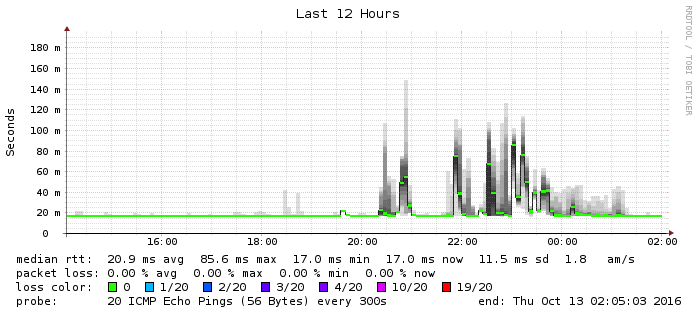 Last 12 Hours
RRDTOOL / TOBI OETIKER
Seconds
180 m
160 m
140 m
120 m
100 m
80 m
60 m
40 m
20 m
0
16:00 18:00 20:00 22:00 00:00 02:00
median rtt: 20.9 ms avg 85.6 ms max 17.0 ms min 17.0 ms now 11.5 ms sd 1.8 am/s
packet loss: 0.00 % avg 0.00 % max 0.00 % min 0.00 % now
loss color: 0 1/20 2/20 3/20 4/20 10/20 19/20
probe: 20 ICMP Echo Pings (56 Bytes) every 300s end: Thu Oct 13 02:05:03 2016